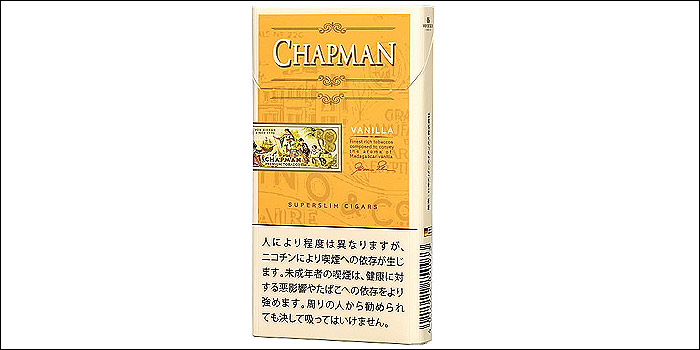 CHAPMAN
VANILLA
Finest rich tobaccos
composed to convey
the aroma of
Madagascar vanilla
CHAPMAN
PREMIUM TOBACCO
SUPERSLIM CIGARS
人により程度は異なりますが、
ニコチンにより喫煙への依存が生じ
ます。未成年者の喫煙は、健康に対
する悪影響やたばこへの依存をより
強めます。周りの人から勧められ
ても決して吸ってはいけません。